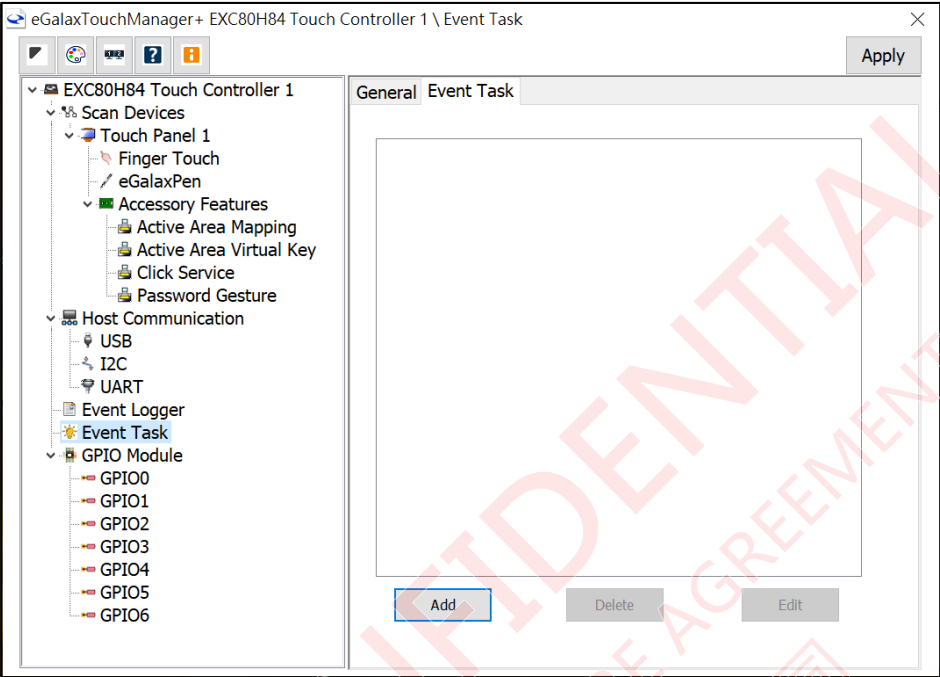 eGalaxTouchManager+ EXC80H84 Touch Controller 1 \ Event Task
Apply
EXC80H84 Touch Controller 1
Scan Devices
Touch Panel 1
Finger Touch
eGalaxPen
Accessory Features
Active Area Mapping
Active Area Virtual Key
Click Service
Password Gesture
Host Communication
USB
I2C
UART
Event Logger
Event Task
GPIO Module
GPIO0
GPIO1
GPIO2
GPIO3
GPIO4
GPIO5
GPIO6
General Event Task
Add Delete Edit